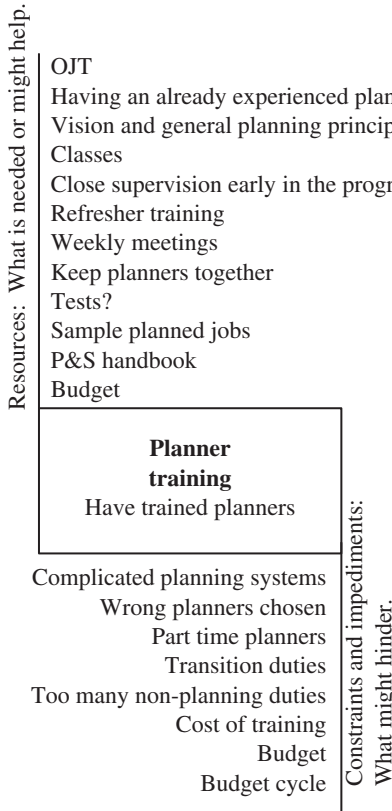 Resources: What is needed or might help.
OJT
Having an already experienced
Vision and general planning
Classes
Close supervision early in the
Refresher training
Weekly meetings
Keep planners together
Tests?
Sample planned jobs
P&S handbook
Budget
Planner
training
Have trained planners
Complicated planning systems
Wrong planners chosen
Part time planners
Transition duties
Too many non-planning duties
Cost of training
Budget
Budget cycle
Constraints and impediments:
What might hinder.